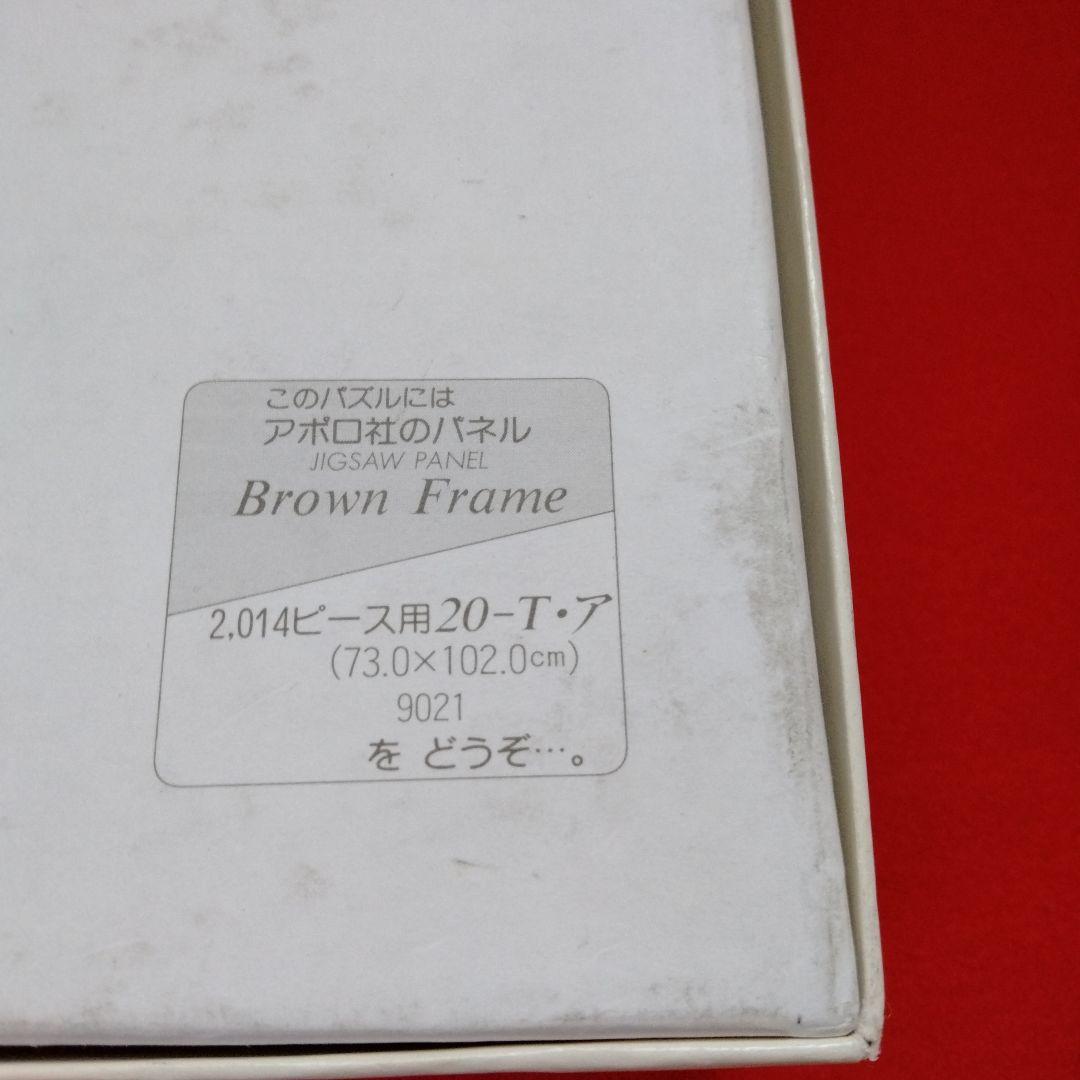 このパズルには
アポロ社のパネル
JIGSAW PANEL
Brown Frame
2,014ピース用20-T・ア
(73.0×102.0cm)
9021
を どうぞ…。